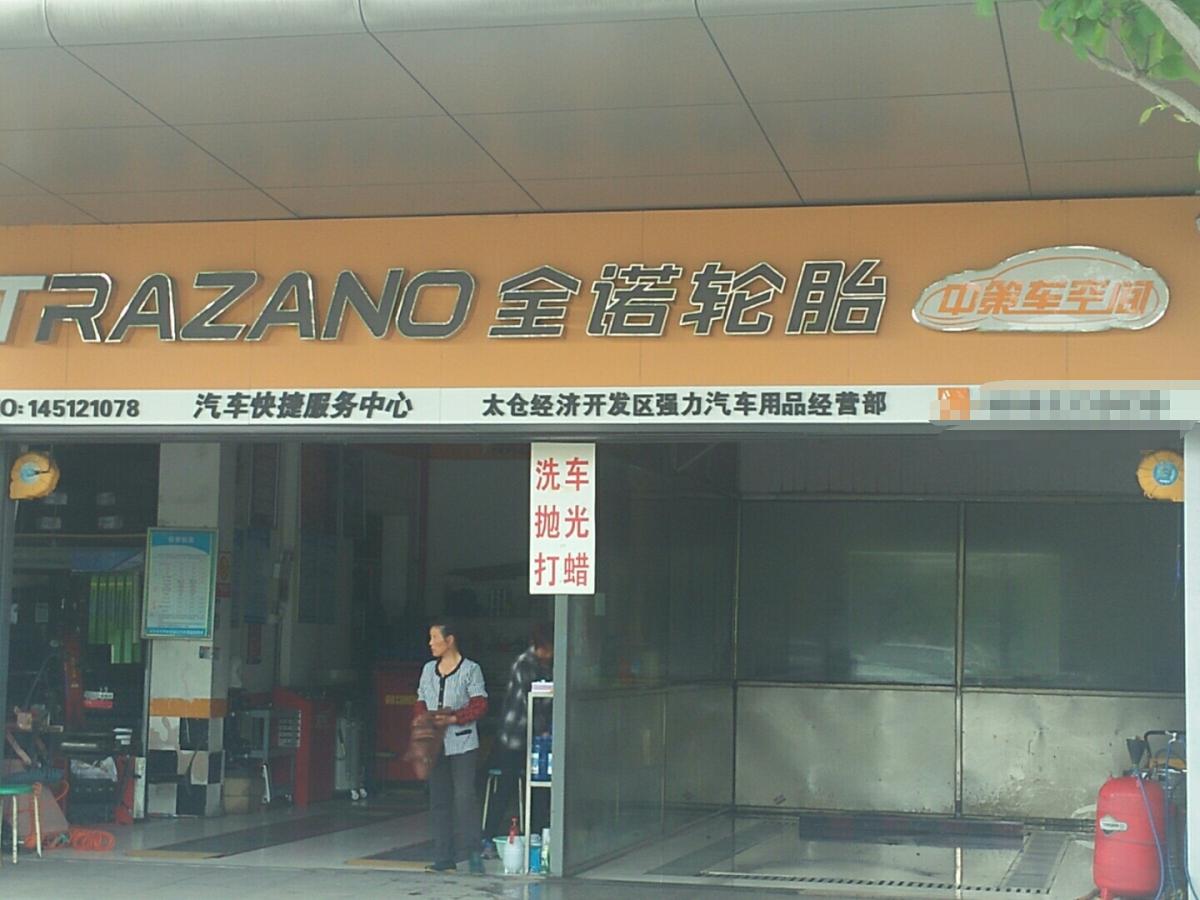 TRAZANO 全诺轮胎
中策车空间
O: 145121078 汽车快捷服务中心 太仓经济开发区强力汽车用品经营部
洗车
抛光
打蜡